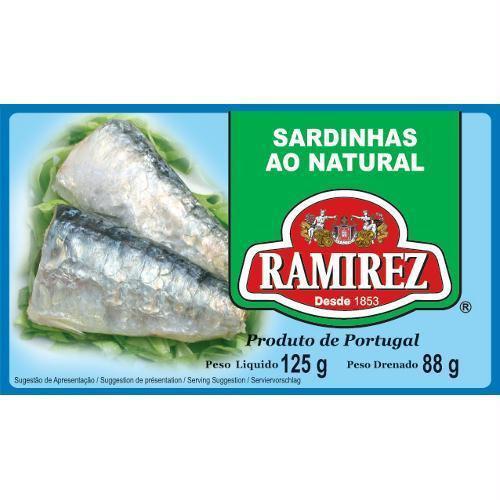 SARDINHAS
AO NATURAL
RAMIREZ
Desde 1853
®
Produto de Portugal
Peso Liquido 125 g Peso Drenado 88 g
Sugestão de Apresentação / Suggestion de présentation / Serving Suggestion / Serviervorschlag